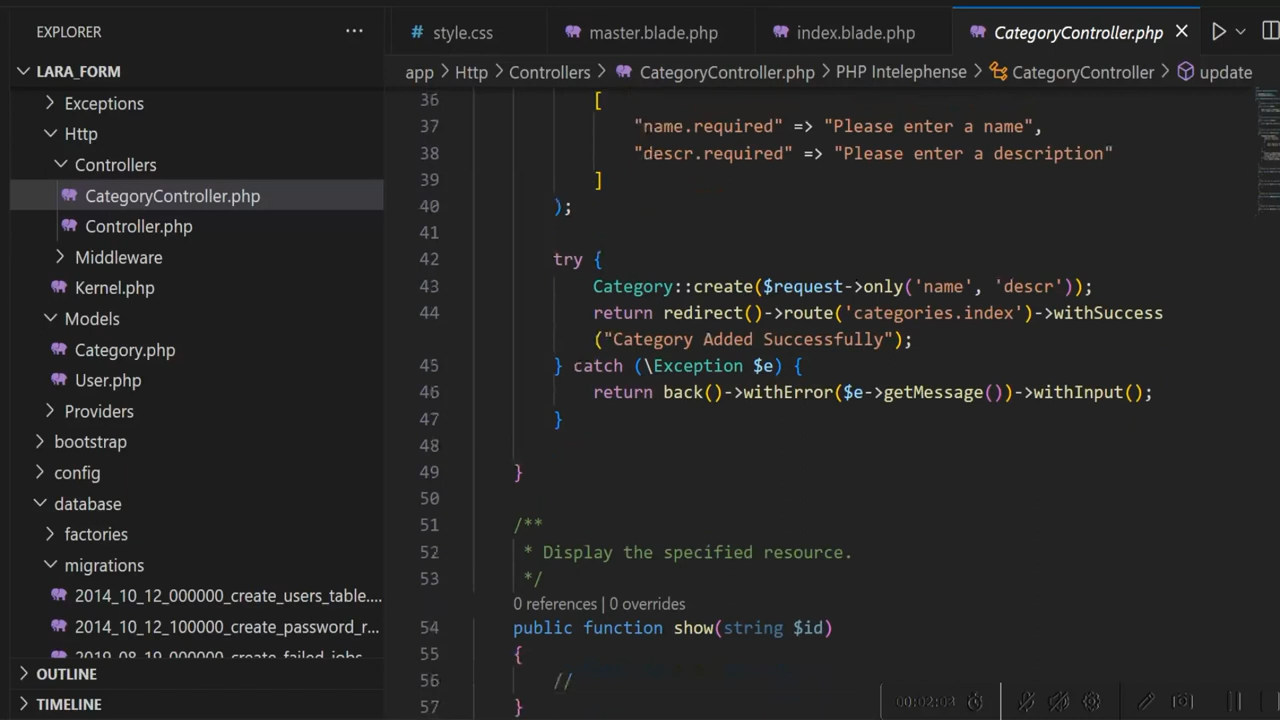 EXPLORER
LARA_FORM
Exceptions
Http
Controllers
CategoryController.php
Controller.php
Middleware
Kernel.php
Models
Category.php
User.php
Providers
bootstrap
config
database
factories
migrations
2014_10_12_000000_create_users_table....
2014_10_12_100000_create_password_r...
2019_08_19_000000_create_failed_jobs
OUTLINE
TIMELINE
style.css
master.blade.php
index.blade.php
CategoryController.php
app > Http > Controllers > CategoryController.php > PHP Intelephense > CategoryController > update
36 [
37 "name.required" => "Please enter a name",
38 "descr.required" => "Please enter a description"
39 ]
40 );
41
42 try {
43 Category::create($request->only('name', 'descr'));
44 return redirect()->route('categories.index')->withSuccess
("Category Added Successfully");
45 } catch (\Exception $e) {
46 return back()->withError($e->getMessage())->withInput();
47 }
48
49 }
50
51 /**
52 * Display the specified resource.
53 */
0 references | 0 overrides
54 public function show(string $id)
55 {
56 //
57 }
00:02:03